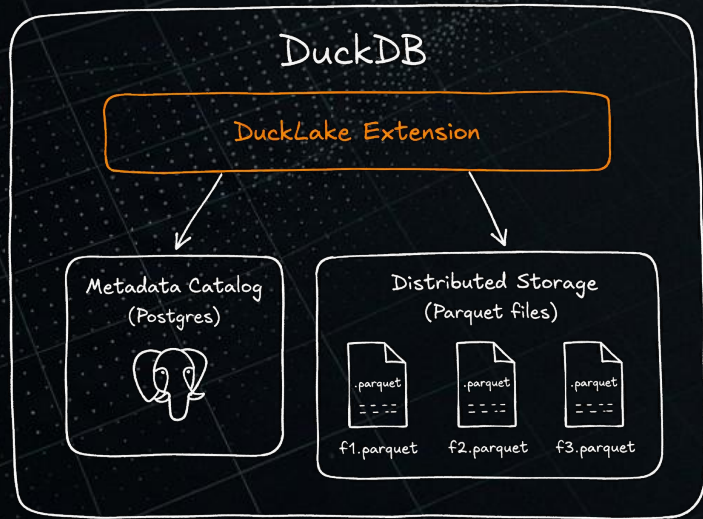 DuckDB
DuckLake Extension
Metadata Catalog
(Postgres)
Distributed Storage
(Parquet files)
.parquet
.parquet
.parquet
f1.parquet
f2.parquet
f3.parquet